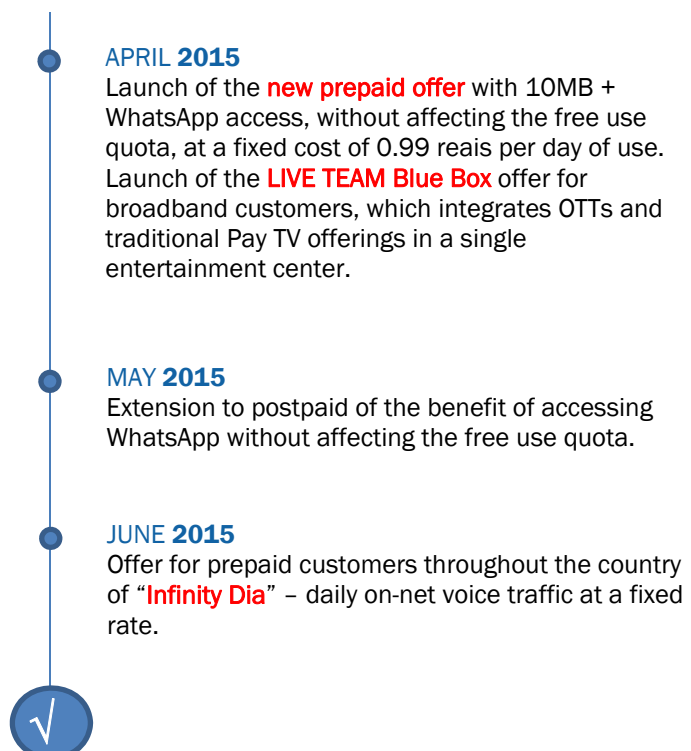 APRIL 2015
Launch of the new prepaid offer with 10MB +
WhatsApp access, without affecting the free use
quota, at a fixed cost of 0.99 reais per day of use.
Launch of the LIVE TEAM Blue Box offer for
broadband customers, which integrates OTTs and
traditional Pay TV offerings in a single
entertainment center.
MAY 2015
Extension to postpaid of the benefit of accessing
WhatsApp without affecting the free use quota.
JUNE 2015
Offer for prepaid customers throughout the country
of “Infinity Dia” – daily on-net voice traffic at a fixed
rate.
√